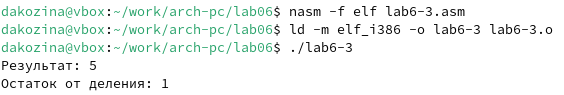 dakozina@vbox:~/work/arch-pc/lab06$ nasm -f elf lab6-3.asm
dakozina@vbox:~/work/arch-pc/lab06$ ld -m elf_i386 -o lab6-3 lab6-3.o
dakozina@vbox:~/work/arch-pc/lab06$ ./lab6-3
Результат: 5
Остаток от деления: 1